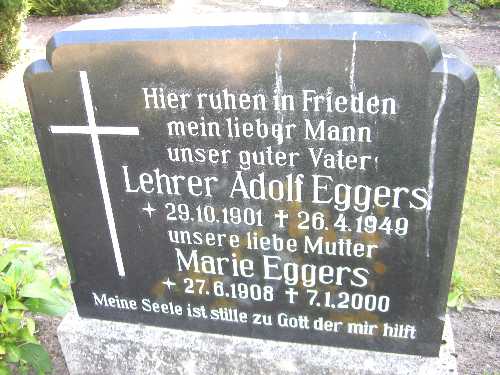 Hier ruhen in Frieden
mein lieber Mann
unser guter Vater
Lehrer Adolf Eggers
* 29.10.1901 † 26.4.1949
unsere liebe Mutter
Marie Eggers
* 27.6.1908 † 7.1.2000
Meine Seele ist stille zu Gott der mir hilft